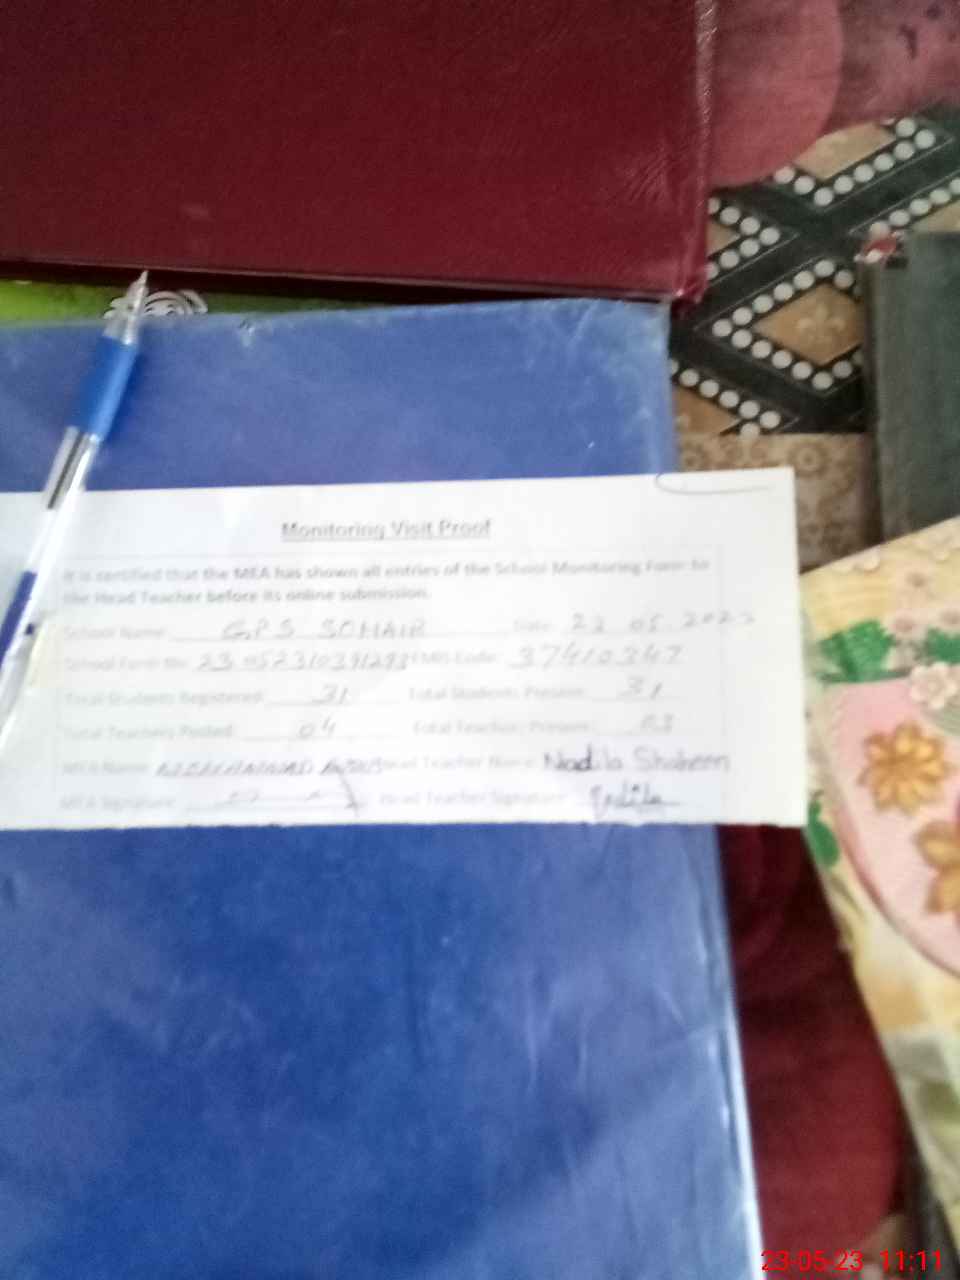 Monitoring Visit Proof
It is certified that the MEA has shown all entries of the School Monitoring Form to
the Head Teacher before its online submission.
School Name: GPS SOHAIB Date: 23 05 2023
School Form No: EMIS Code: 37410347
Total Students Registered: 31 Total Students Present: 31
Total Teachers Posted: 04 Total Teachers Present: 03
MEA Name: MUHAMMAD Head Teacher Name: Nadila Shaheen
MEA Signature: Head Teacher Signature:
23-05-23 11:11